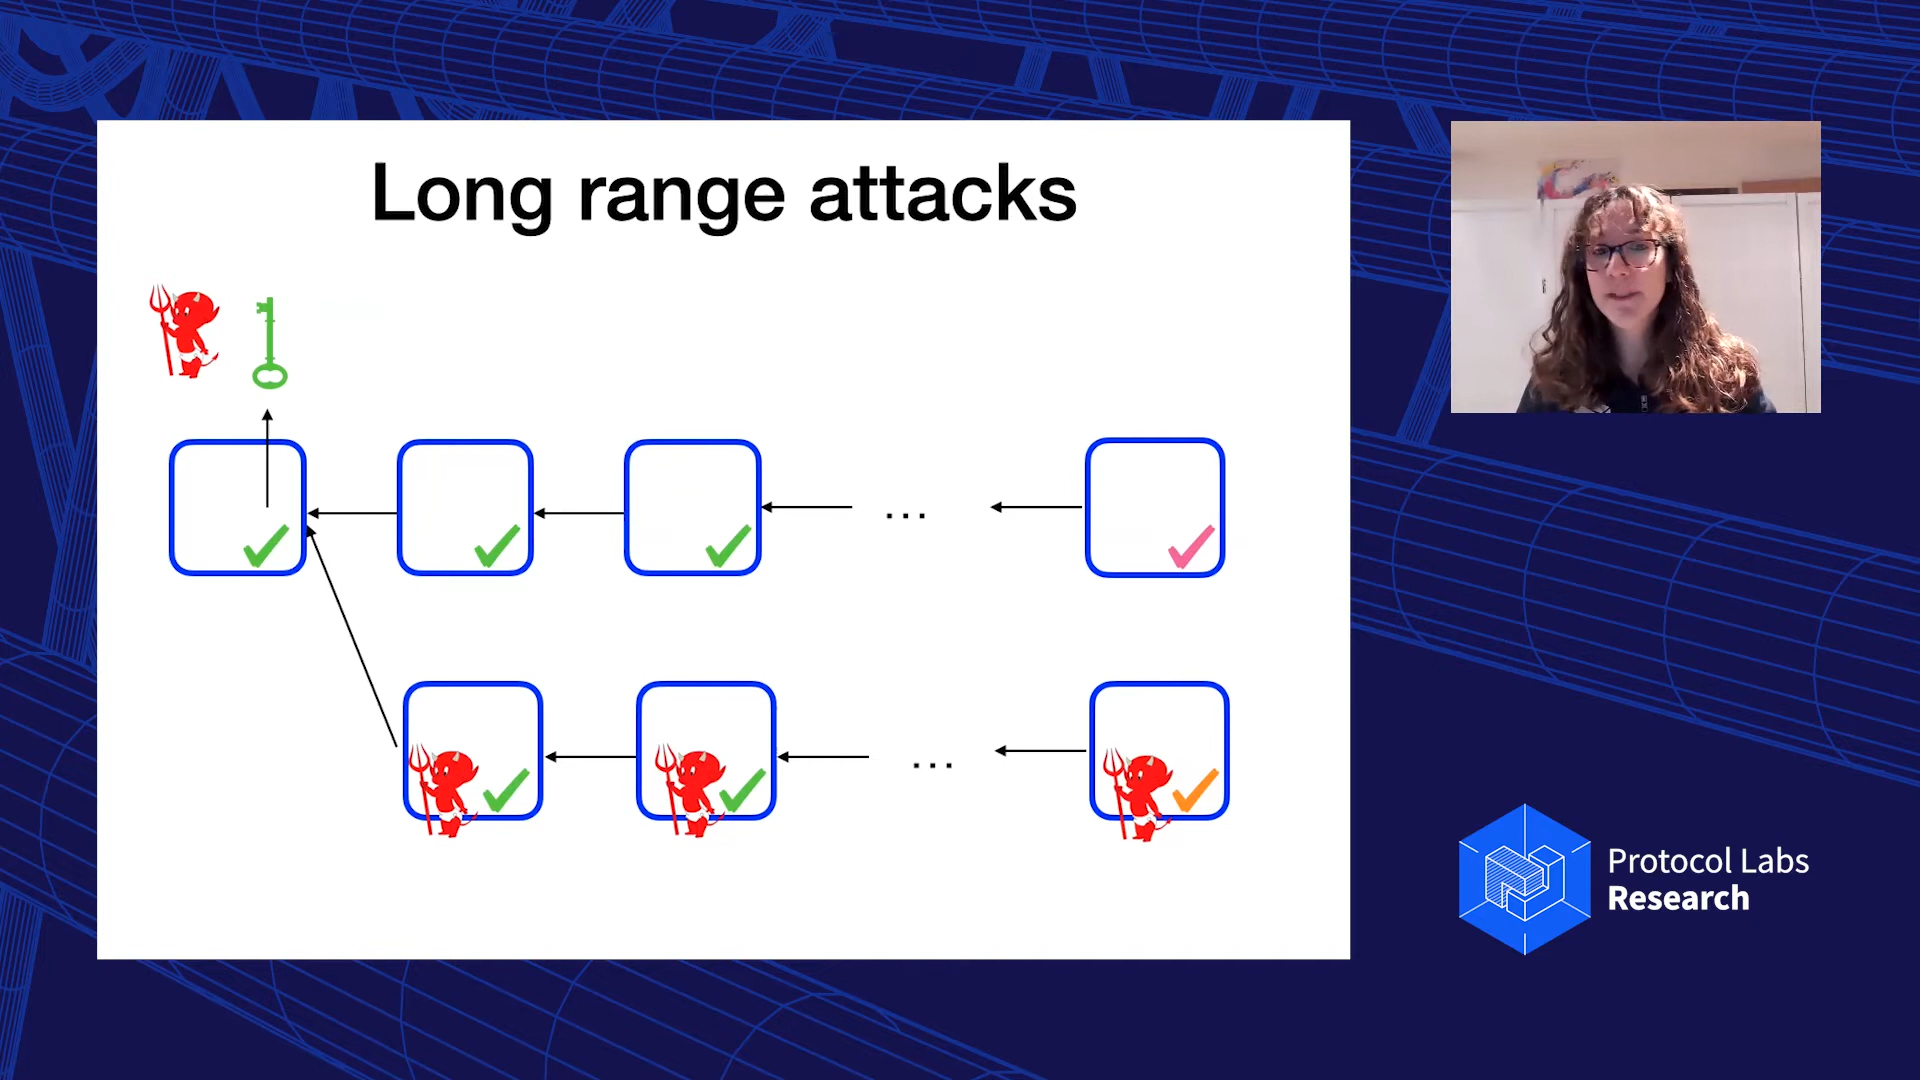 Long range attacks
...
...
Protocol Labs
Research